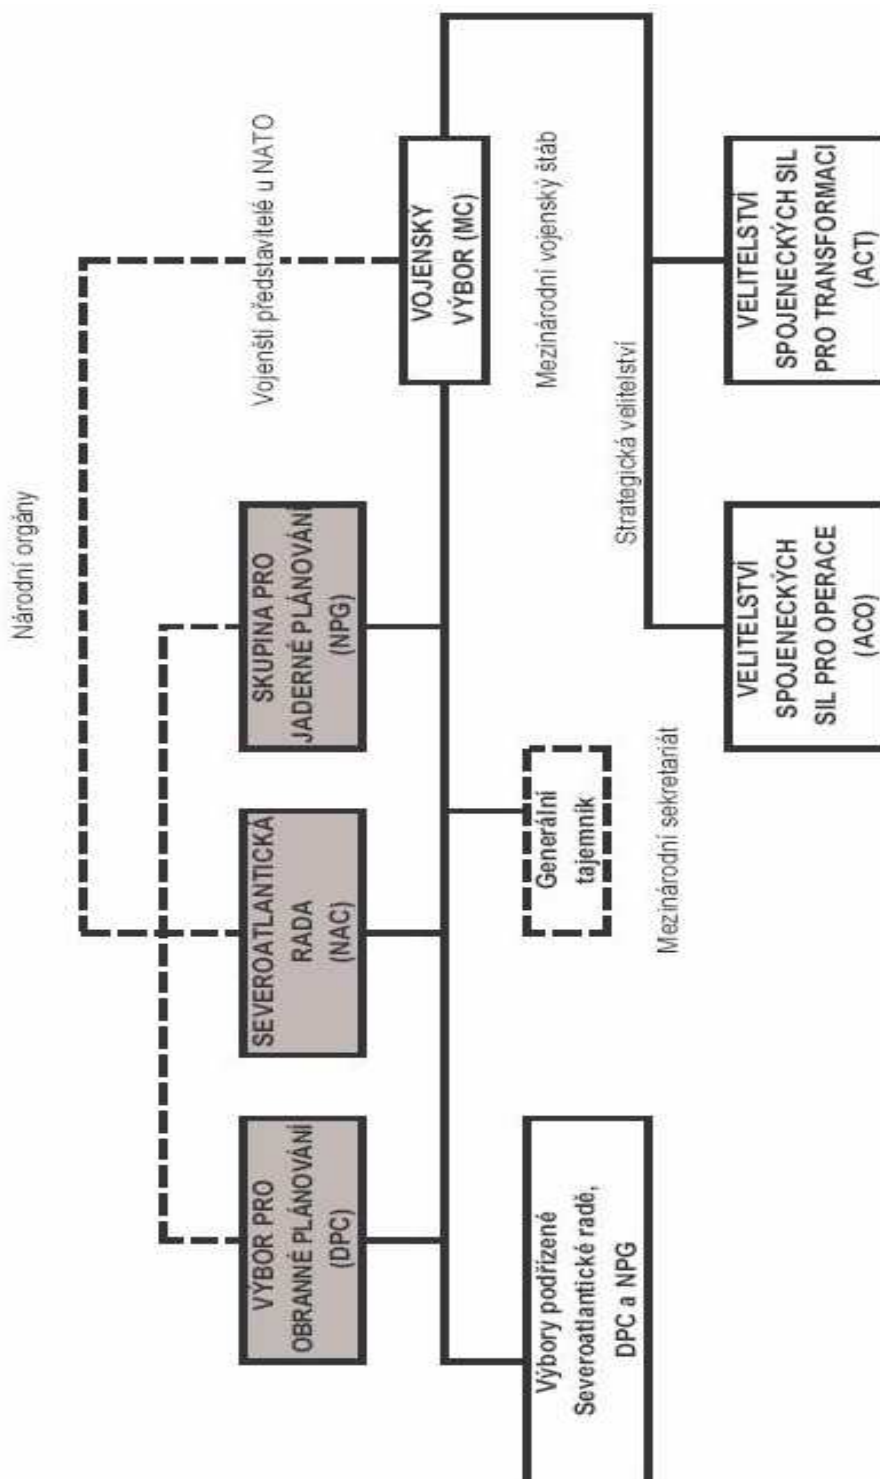 Národní orgány
VÝBOR PRO
OBRANNÉ PLÁNOVÁNÍ
(DPC)
SEVEROATLANTICKÁ
RADA
(NAC)
SKUPINA PRO
JADERNÉ PLÁNOVÁNÍ
(NPG)
Vojenští představitelé u NATO
VOJENSKÝ
VÝBOR (MC)
Mezinárodní vojenský štáb
Výbory podřízené
Severoatlantické radě,
DPC a NPG
Generální
tajemník
Mezinárodní sekretariát
Strategická velitelství
VELITELSTVÍ
SPOJENECKÝCH
SIL PRO OPERACE
(ACO)
VELITELSTVÍ
SPOJENECKÝCH SIL
PRO TRANSFORMACI
(ACT)